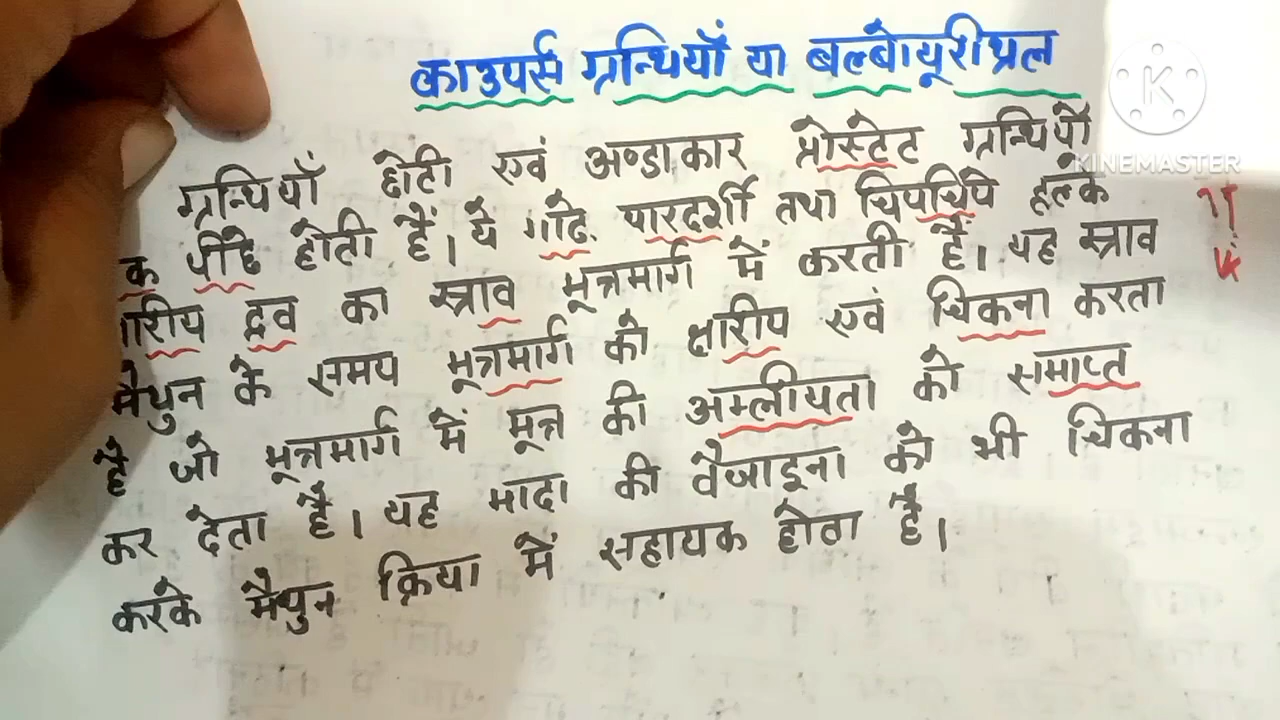 काउपर्स ग्रन्थियाँ या बल्बोयूरीथ्रल
ग्रन्थियाँ छोटी एवं अण्डाकार प्रोस्टेट ग्रन्थियों
KINEMASTER
क पीछे होती हैं। ये गाढे. पारदर्शी तथा चिपचिपे हल्के
ारीय द्रव का स्त्राव मूत्रमार्ग में करती हैं। यह स्त्राव
मैथुन के समय मूत्रमार्ग को क्षारीय एवं चिकना करता
है जो मूत्रमार्ग में मूत्र की अम्लीयता को समाप्त
कर देता है। यह मादा की वैजाइना को भी चिकना
करके मैथुन क्रिया में सहायक होता है।